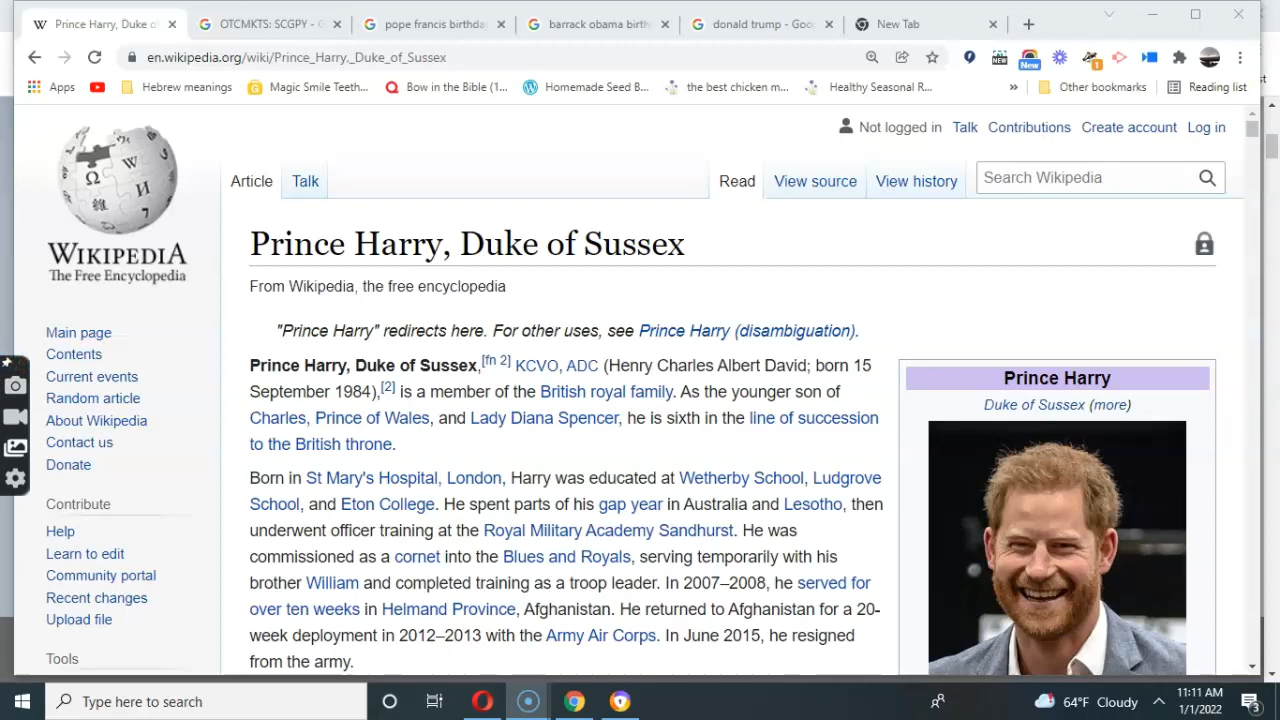 Prince Harry, Duke o
OTCMKTS: SCGPY - G
pope francis birthda
barrack obama birth
donald trump - Goo
New Tab
en.wikipedia.org/wiki/Prince_Harry,_Duke_of_Sussex
NEW
New
1
Apps
Hebrew meanings
Magic Smile Teeth...
Bow in the Bible (1...
Homemade Seed B...
the best chicken m...
Healthy Seasonal R...
»
Other bookmarks
Reading list
Not logged in Talk Contributions Create account Log in
Article Talk
Read View source View history
Search Wikipedia
WIKIPEDIA
The Free Encyclopedia
Main page
Contents
Current events
Random article
About Wikipedia
Contact us
Donate
Contribute
Help
Learn to edit
Community portal
Recent changes
Upload file
Tools
Prince Harry, Duke of Sussex
From Wikipedia, the free encyclopedia
"Prince Harry" redirects here. For other uses, see Prince Harry (disambiguation).
Prince Harry, Duke of Sussex,[fn 2] KCVO, ADC (Henry Charles Albert David; born 15
September 1984),[2] is a member of the British royal family. As the younger son of
Charles, Prince of Wales, and Lady Diana Spencer, he is sixth in the line of succession
to the British throne.
Born in St Mary's Hospital, London, Harry was educated at Wetherby School, Ludgrove
School, and Eton College. He spent parts of his gap year in Australia and Lesotho, then
underwent officer training at the Royal Military Academy Sandhurst. He was
commissioned as a cornet into the Blues and Royals, serving temporarily with his
brother William and completed training as a troop leader. In 2007–2008, he served for
over ten weeks in Helmand Province, Afghanistan. He returned to Afghanistan for a 20-
week deployment in 2012–2013 with the Army Air Corps. In June 2015, he resigned
from the army.
Prince Harry
Duke of Sussex (more)
Type here to search
64°F Cloudy
11:11 AM
1/1/2022
3